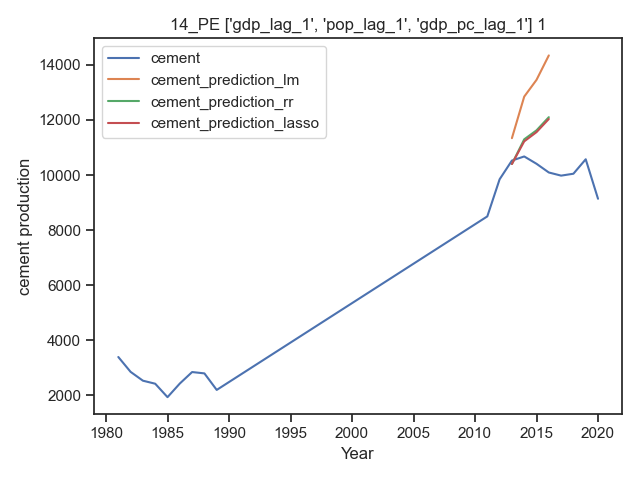 14_PE ['gdp_lag_1', 'pop_lag_1', 'gdp_pc_lag_1'] 1
cement
cement_prediction_lm
cement_prediction_rr
cement_prediction_lasso
cement production
14000
12000
10000
8000
6000
4000
2000
1980 1985 1990 1995 2000 2005 2010 2015 2020
Year